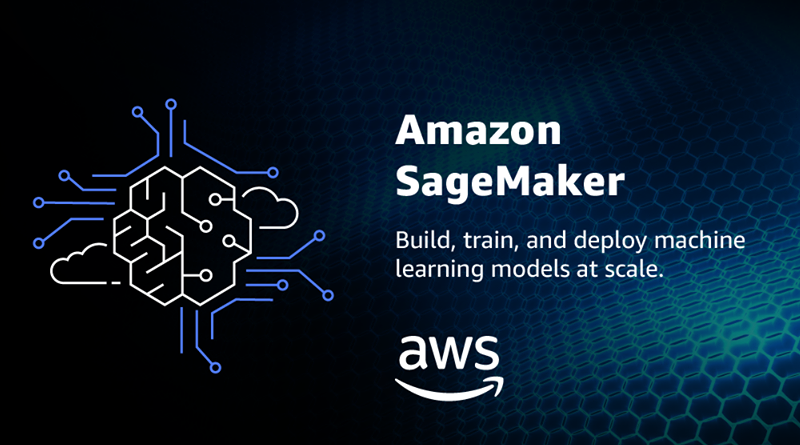 Amazon
SageMaker
Build, train, and deploy machine
learning models at scale.
aws